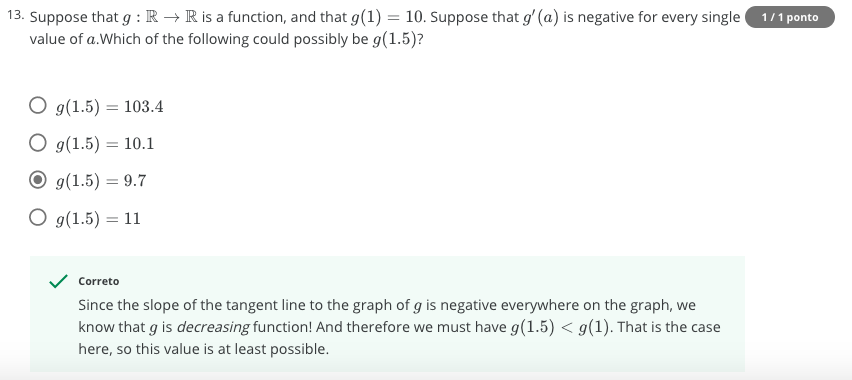 13. Suppose that g : ℝ → ℝ is a function, and that g(1) = 10. Suppose that g′(a) is negative for every single 1 / 1 ponto
value of a.Which of the following could possibly be g(1.5)?
g(1.5) = 103.4
g(1.5) = 10.1
g(1.5) = 9.7
g(1.5) = 11
Correto
Since the slope of the tangent line to the graph of g is negative everywhere on the graph, we
know that g is decreasing function! And therefore we must have g(1.5) < g(1). That is the case
here, so this value is at least possible.